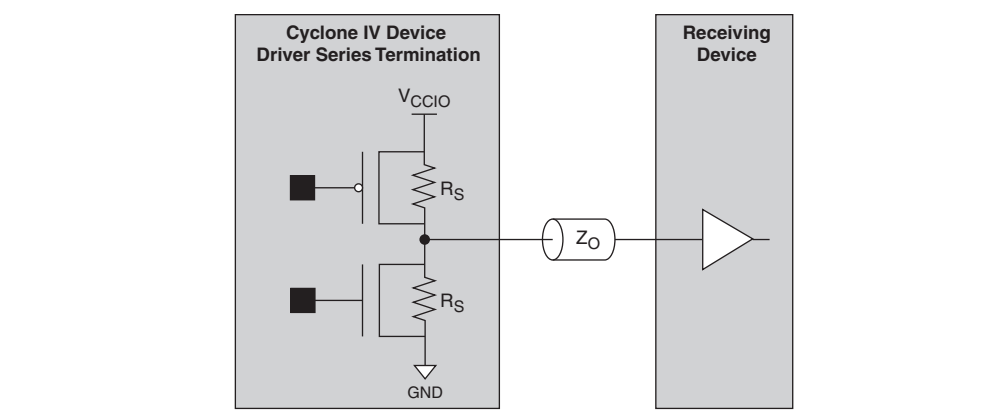 Cyclone IV Device
Driver Series Termination
Receiving
Device
VCCIO
RS
ZO
RS
GND